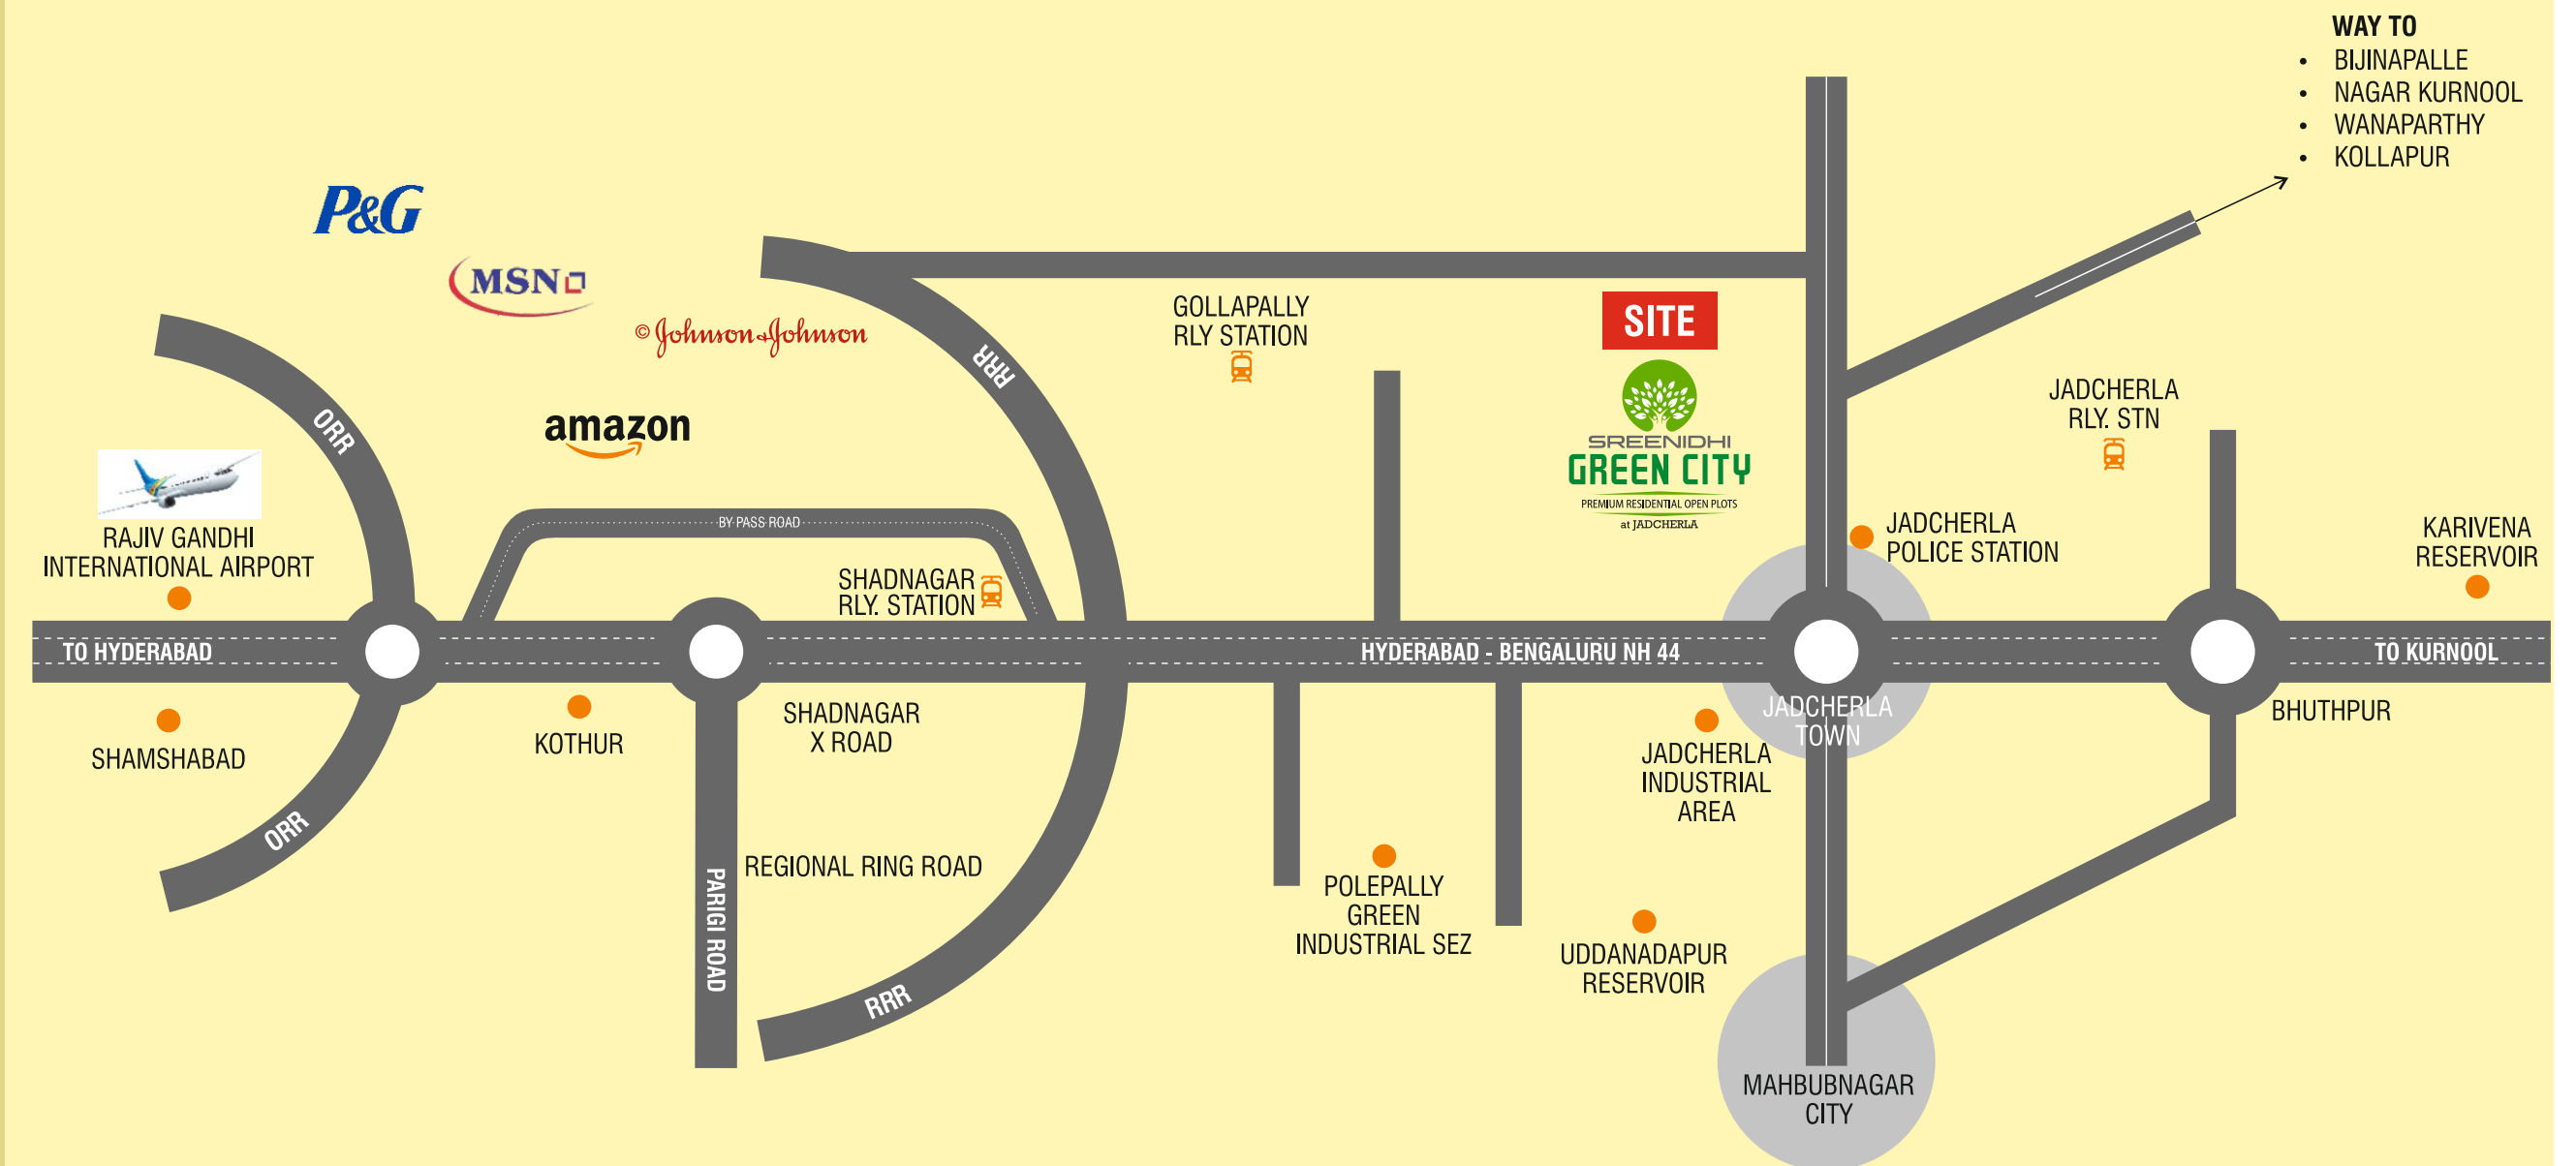 WAY TO
• BIJINAPALLE
• NAGAR KURNOOL
• WANAPARTHY
• KOLLAPUR
P&G
MSN
© Johnson & Johnson
amazon
ORR
RRR
GOLLAPALLY
RLY STATION
SITE
SREENIDHI
GREEN CITY
PREMIUM RESIDENTIAL OPEN PLOTS
at JADCHERLA
JADCHERLA
RLY. STN
RAJIV GANDHI
INTERNATIONAL AIRPORT
BY PASS ROAD
SHADNAGAR
RLY. STATION
JADCHERLA
POLICE STATION
KARIVENA
RESERVOIR
TO HYDERABAD
HYDERABAD - BENGALURU NH 44
TO KURNOOL
SHAMSHABAD
KOTHUR
SHADNAGAR
X ROAD
JADCHERLA
TOWN
JADCHERLA
INDUSTRIAL
AREA
BHUTHPUR
ORR
PARIGI ROAD
REGIONAL RING ROAD
RRR
POLEPALLY
GREEN
INDUSTRIAL SEZ
UDDANADAPUR
RESERVOIR
MAHBUBNAGAR
CITY